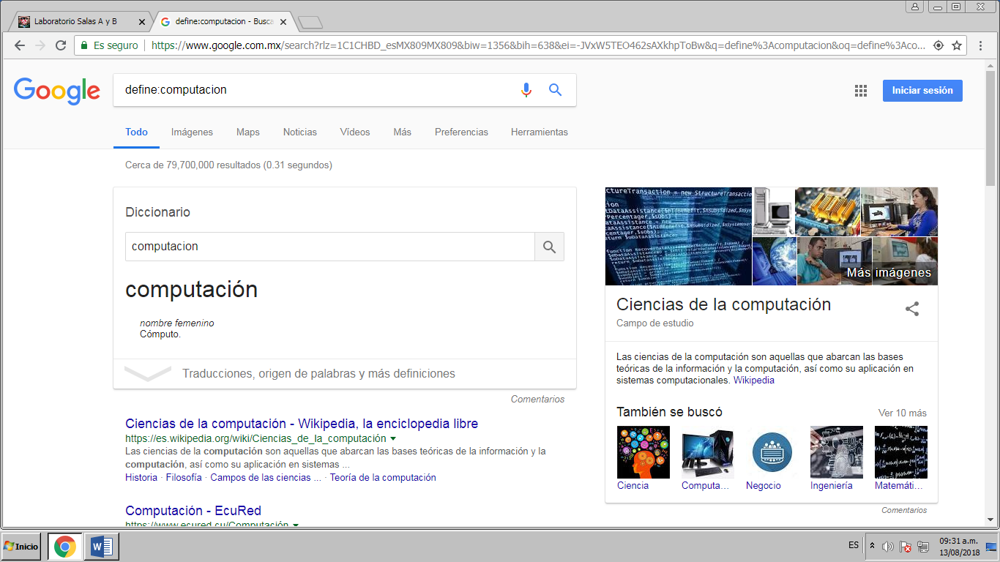 Laboratorio Salas A y B
define:computacion - Busca
Es seguro
https://www.google.com.mx/search?rlz=1C1CHBD_esMX809MX809&biw=1356&bih=638&ei=-JVxW5TEO462sAXkhpToBw&q=define%3Acomputacion&oq=define%3Aco...
Google
define:computacion
Iniciar sesión
Todo Imágenes Maps Noticias Vídeos Más Preferencias Herramientas
Cerca de 79,700,000 resultados (0.31 segundos)
Diccionario
computacion
computación
nombre femenino
Cómputo.
Traducciones, origen de palabras y más definiciones
Comentarios
Ciencias de la computación - Wikipedia, la enciclopedia libre
https://es.wikipedia.org/wiki/Ciencias_de_la_computación
Las ciencias de la computación son aquellas que abarcan las bases teóricas de la información y la
computación, así como su aplicación en sistemas ...
Historia · Filosofía · Campos de las ciencias ... · Teoría de la computación
Computación - EcuRed
https://www.ecured.cu/Computación
Más imágenes
Ciencias de la computación
Campo de estudio
Las ciencias de la computación son aquellas que abarcan las bases
teóricas de la información y la computación, así como su aplicación en
sistemas computacionales. Wikipedia
También se buscó
Ver 10 más
Ciencia Computa... Negocio Ingeniería Matemáti...
Comentarios
Inicio
ES
09:31 a.m.
13/08/2018